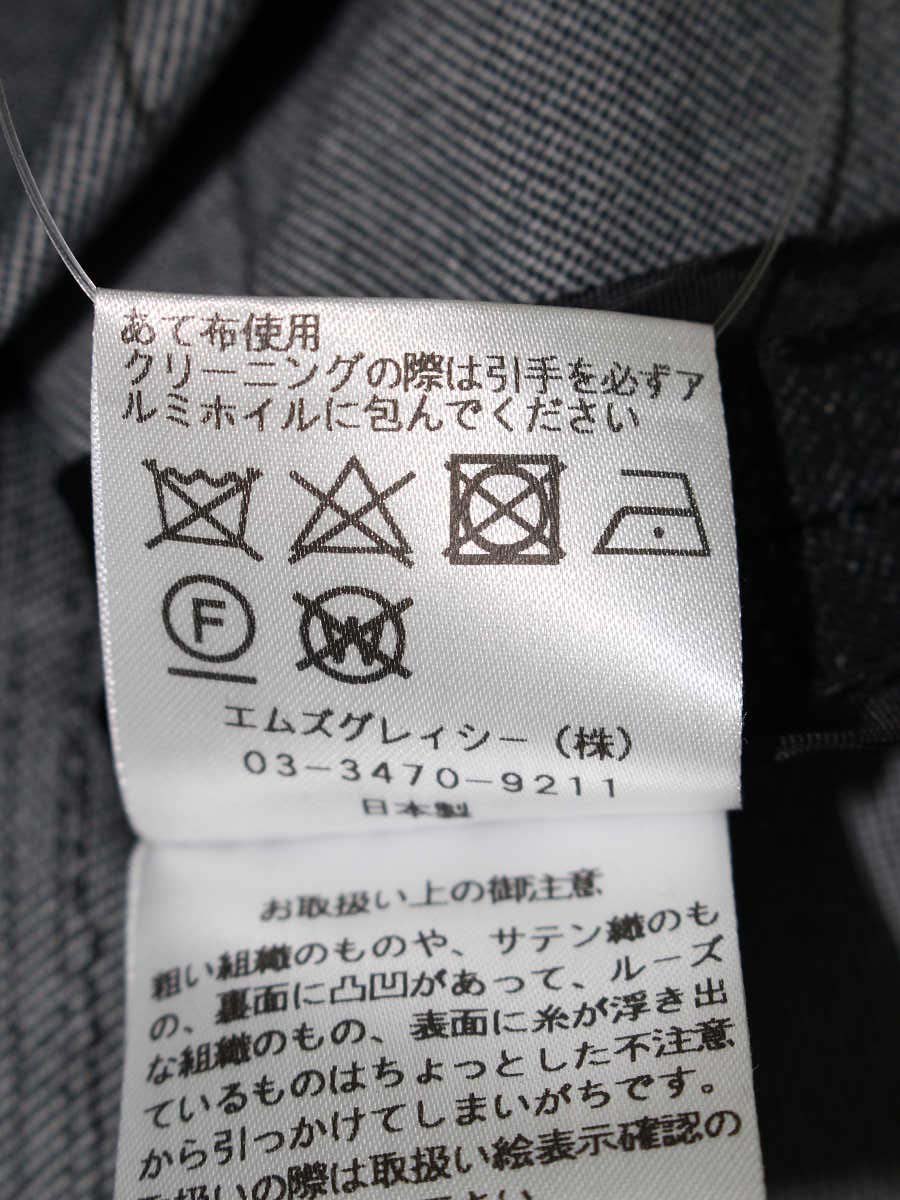 あて布使用
クリーニングの際は引手を必ずア
ルミホイルに包んでください
F
W
エムズグレイシー（株）
03-3470-9211
日本製
お取扱い上の御注意
粗い組織のものや、サテン織のも
の、裏面に凸凹があって、ルーズ
な組織のもの、表面に糸が浮き出
ているものはちょっとした不注意
から引っかけてしまいがちです。
取扱いの際は取扱い絵表示確認の